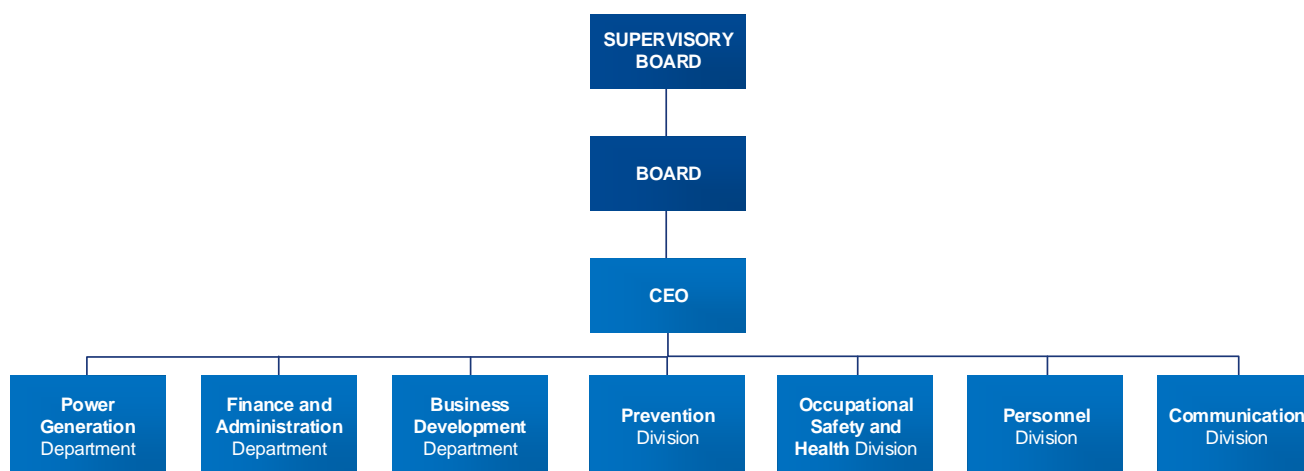 SUPERVISORY
BOARD
BOARD
CEO
Power
Generation
Department
Finance and
Administration
Department
Business
Development
Department
Prevention
Division
Occupational
Safety and
Health Division
Personnel
Division
Communication
Division